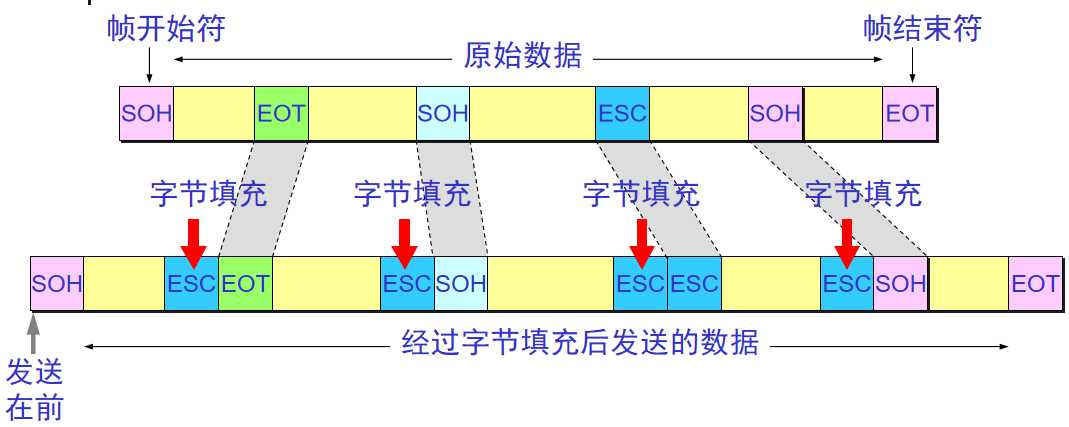 帧开始符 原始数据 帧结束符
SOH EOT SOH ESC SOH EOT
字节填充 字节填充 字节填充 字节填充
SOH ESC EOT ESC SOH ESC ESC ESC SOH EOT
经过字节填充后发送的数据
发送
在前